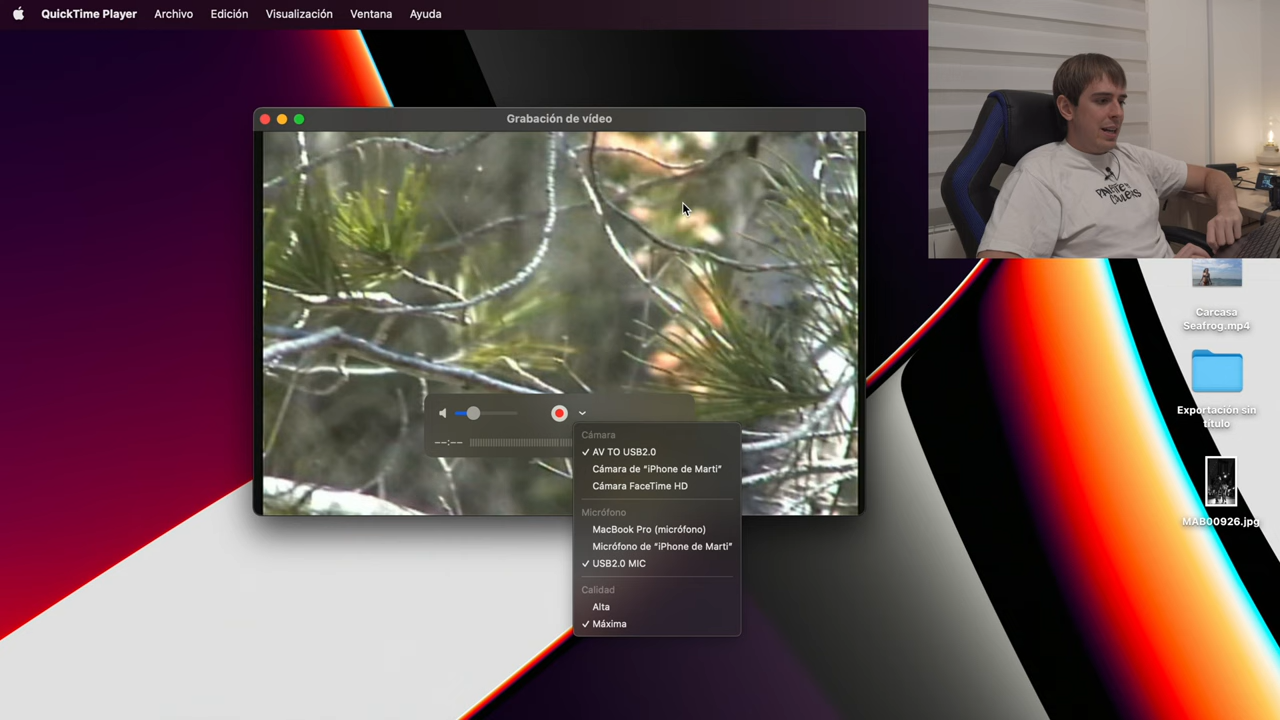 QuickTime Player Archivo Edición Visualización Ventana Ayuda
Grabación de vídeo
--:--
Cámara
✓ AV TO USB2.0
Cámara de “iPhone de Marti”
Cámara FaceTime HD
Micrófono
MacBook Pro (micrófono)
Micrófono de “iPhone de Marti”
✓ USB2.0 MIC
Calidad
Alta
✓ Máxima
Carcasa
Seafrog.mp4
Exportación sin
título
MAB00926.jpg